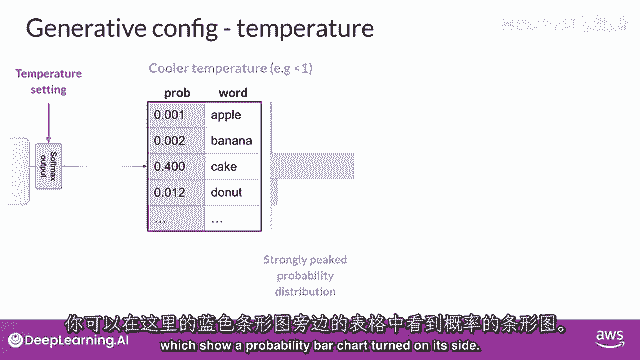 Generative config - temperature
Temperature setting
Cooler temperature (e.g <1)
prob word
0.001 apple
0.002 banana
0.400 cake
0.012 donut
... ...
Softmax output
Strongly peaked probability distribution
你可以在这里的蓝色条形图旁边的表格中看到概率的条形图。
which show a probability bar chart turned on its side.
DeepLearning.AI
aws